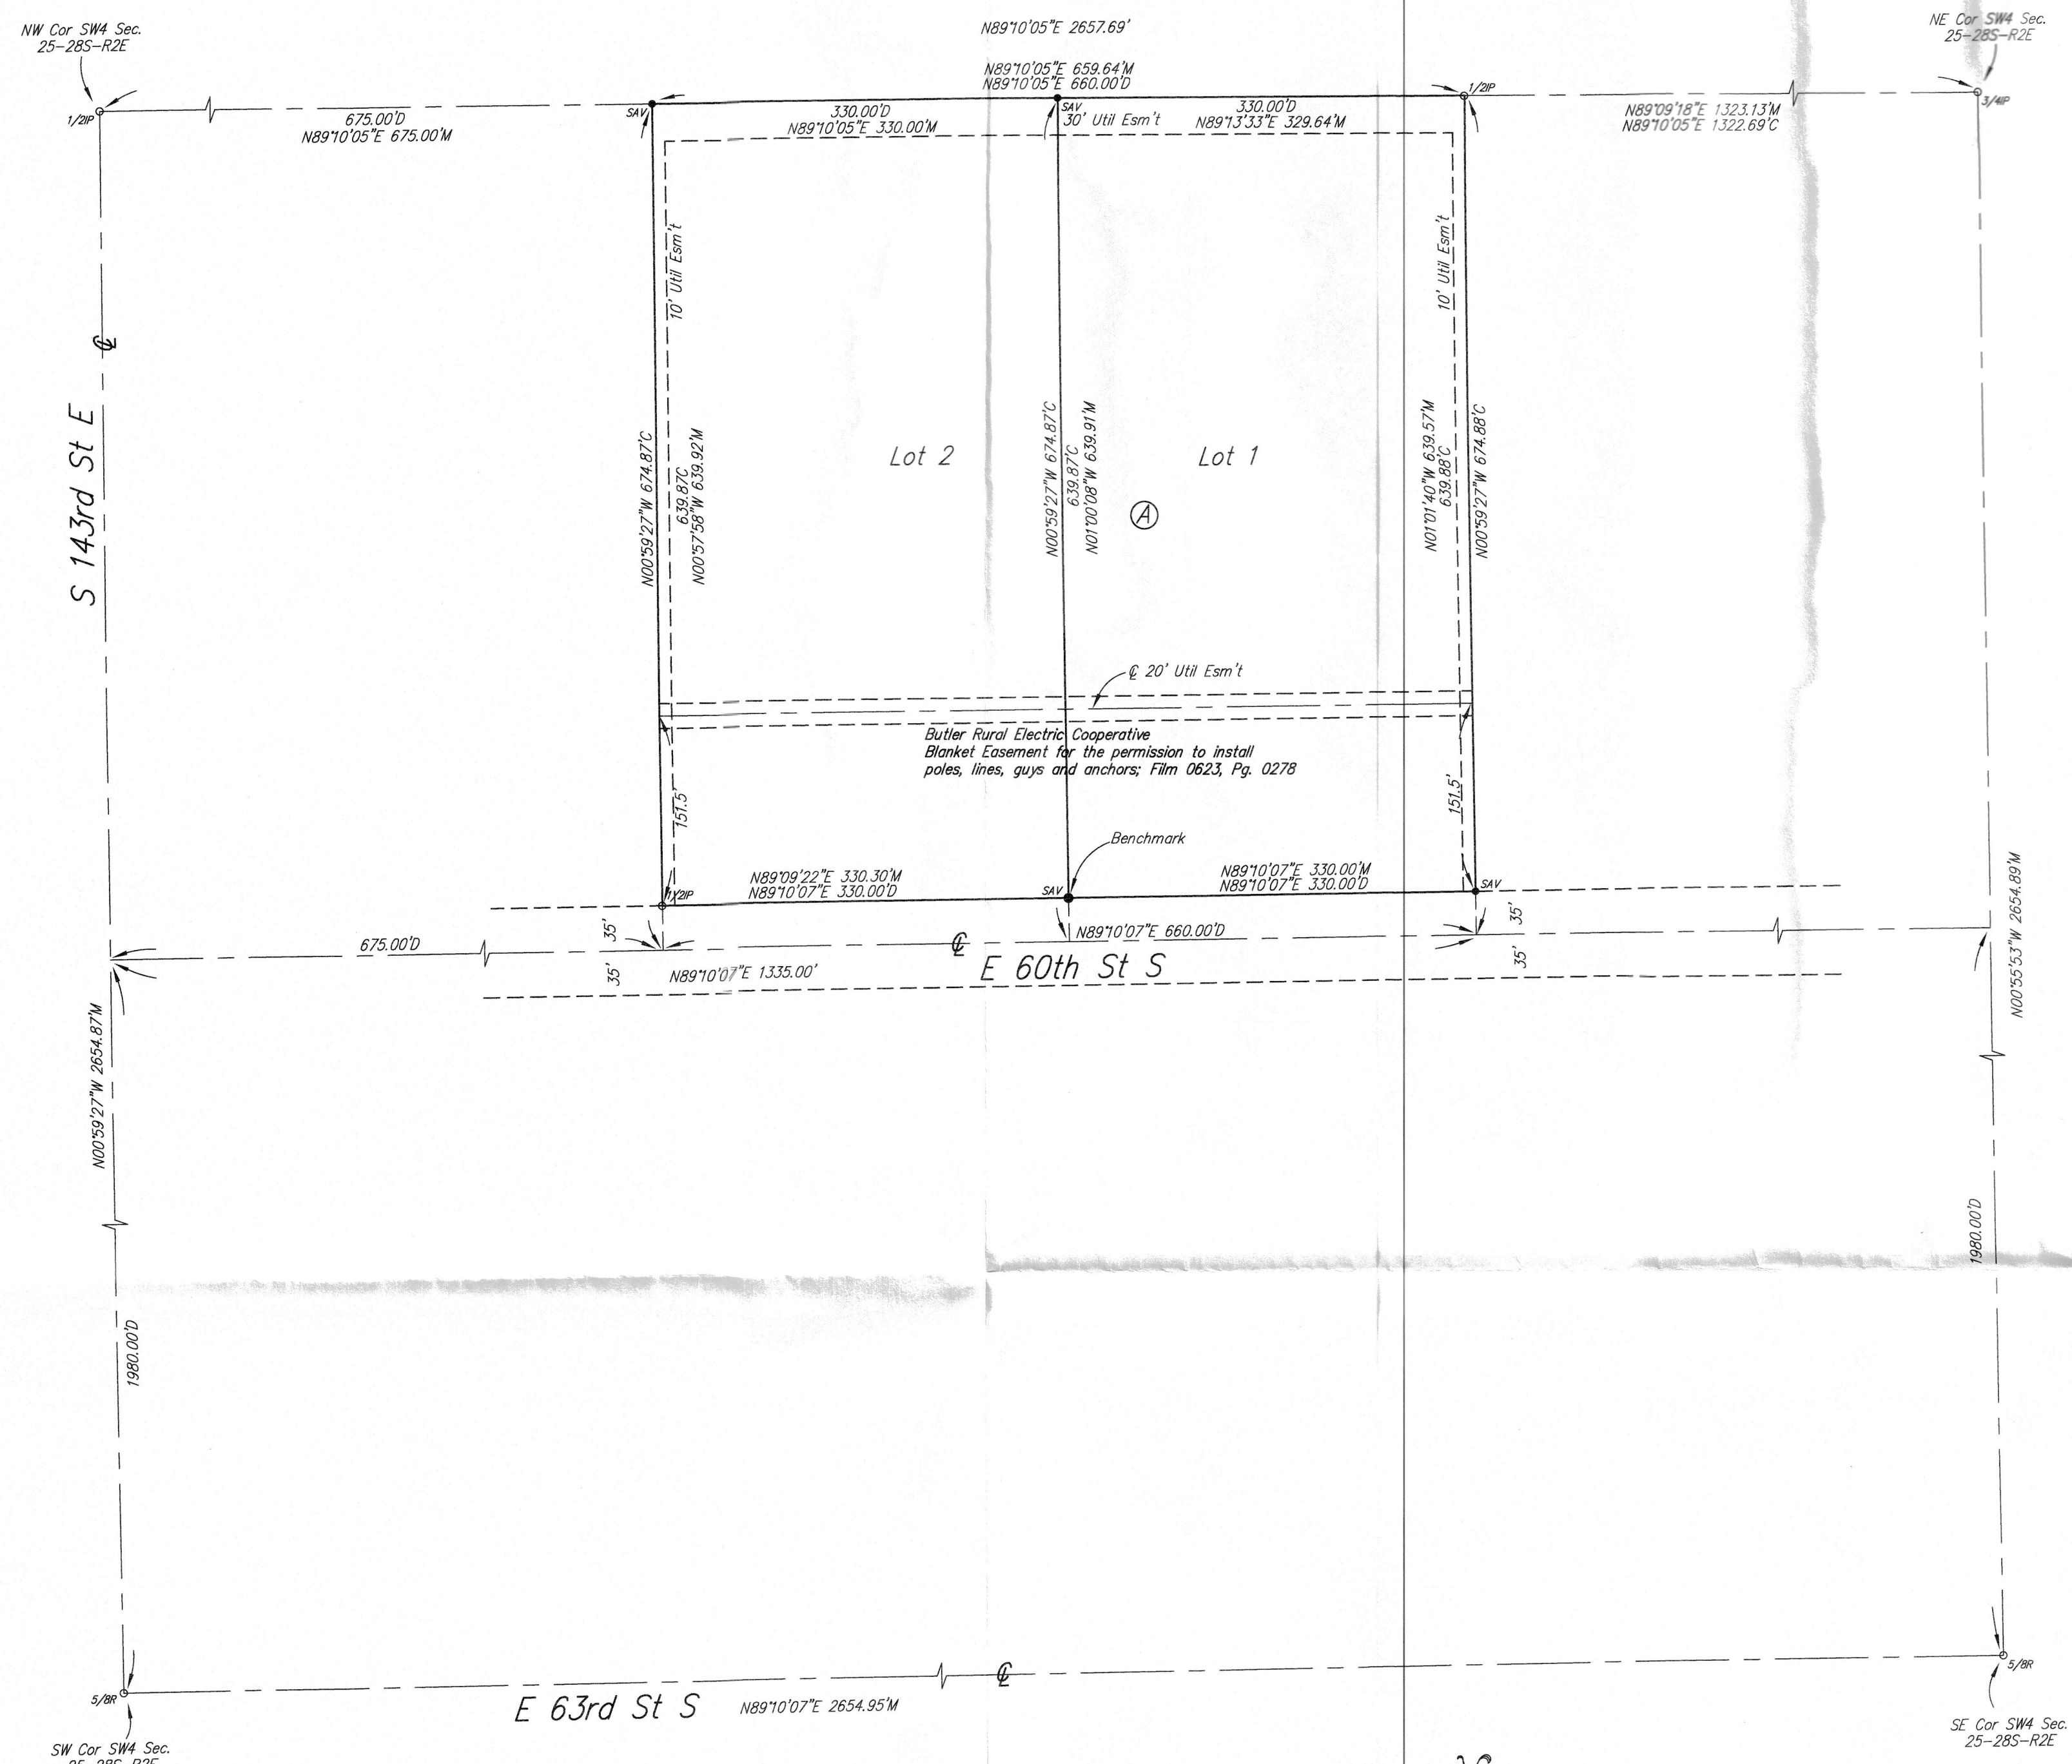 N89°10'05"E 2657.69'
NW Cor SW4 Sec.
25-28S-R2E
NE Cor SW4 Sec.
25-28S-R2E
N89°10'05"E 659.64'M
N89°10'05"E 660.00'D
1/2IP
SAV
SAV
1/2IP
3/4IP
675.00'D
N89°10'05"E 675.00'M
330.00'D
N89°10'05"E 330.00'M
30' Util Esm't
330.00'D
N89°13'33"E 329.64'M
N89°09'18"E 1323.13'M
N89°10'05"E 1322.69'C
10' Util Esm't
10' Util Esm't
℄
S 143rd St E
N00°59'27"W 674.87'C
639.87'C
N00°57'58"W 639.92'M
Lot 2
N00°59'27"W 674.87'C
639.87'C
N01°00'08"W 639.91'M
Lot 1
A
N01°01'40"W 639.57'M
639.88'C
N00°59'27"W 674.88'C
℄ 20' Util Esm't
Butler Rural Electric Cooperative
Blanket Easement for the permission to install
poles, lines, guys and anchors; Film 0623, Pg. 0278
151.5'
151.5'
Benchmark
N89°09'22"E 330.30'M
N89°10'07"E 330.00'D
N89°10'07"E 330.00'M
N89°10'07"E 330.00'D
1/2IP
SAV
SAV
35'
35'
675.00'D
℄
N89°10'07"E 660.00'D
35'
35'
N89°10'07"E 1335.00'
E 60th St S
N00°59'27"W 2654.87'M
N00°55'53"W 2654.89'M
1980.00'D
1980.00'D
5/8R
5/8R
℄
E 63rd St S
N89°10'07"E 2654.95'M
SW Cor SW4 Sec.
25-28S-R2E
SE Cor SW4 Sec.
25-28S-R2E